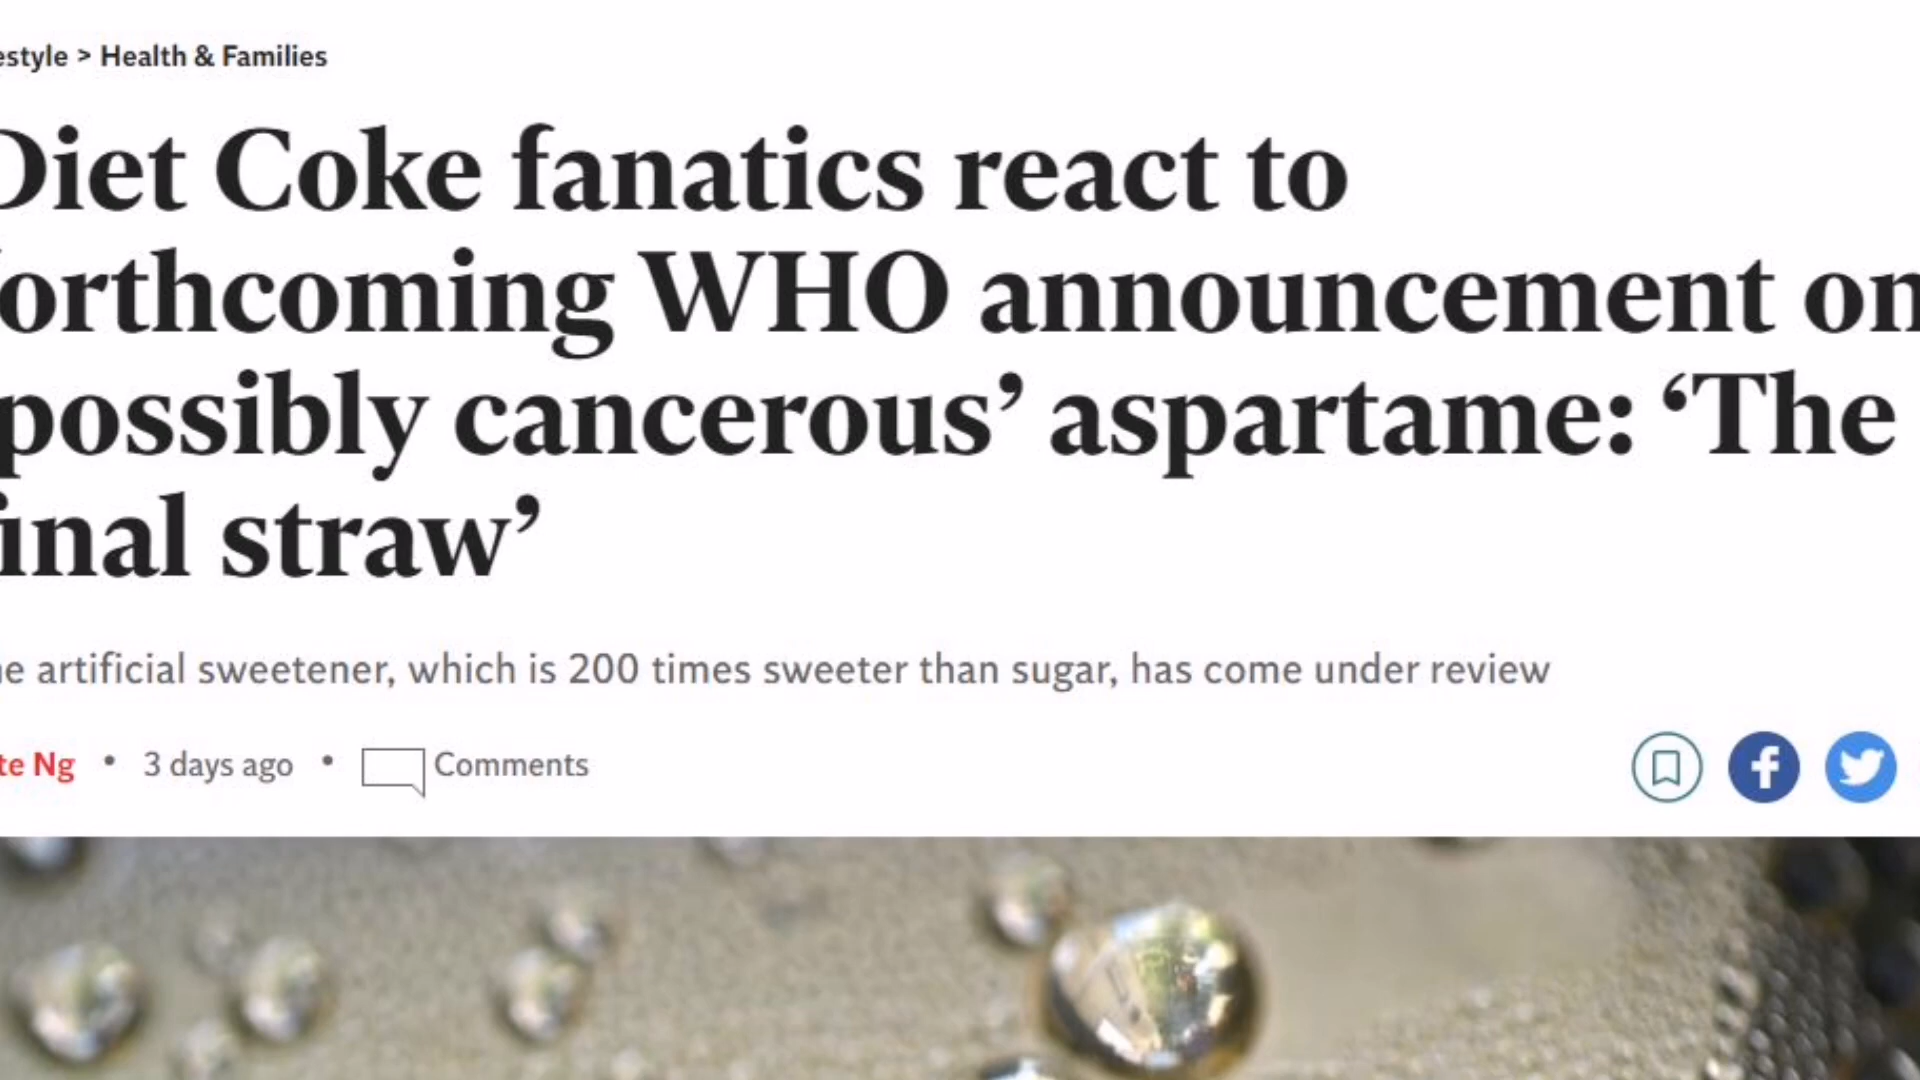 estyle > Health & Families
Diet Coke fanatics react to
orthcoming WHO announcement on
possibly cancerous’ aspartame: ‘The
inal straw’
e artificial sweetener, which is 200 times sweeter than sugar, has come under review
te Ng • 3 days ago • Comments